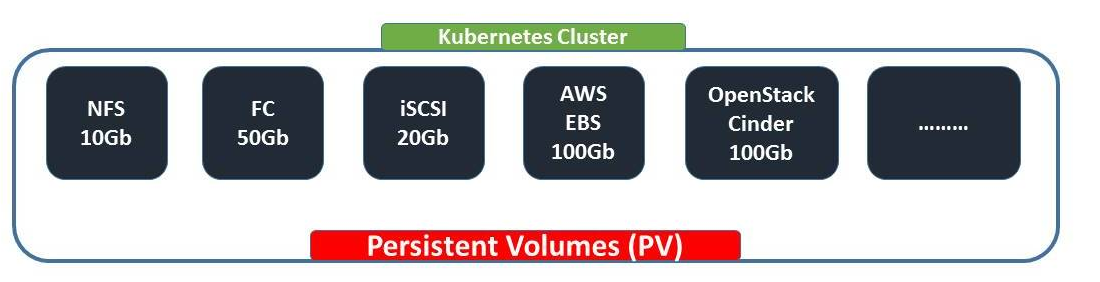 Kubernetes Cluster
NFS
10Gb
FC
50Gb
iSCSI
20Gb
AWS
EBS
100Gb
OpenStack
Cinder
100Gb
.........
Persistent Volumes (PV)